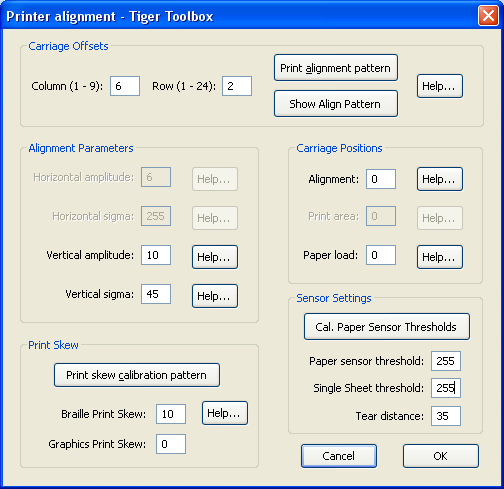 Printer alignment - Tiger Toolbox
Carriage Offsets
Column (1 - 9): 6 Row (1 - 24): 2
Print alignment pattern
Show Align Pattern
Help...
Alignment Parameters
Horizontal amplitude: 6 Help...
Horizontal sigma: 255 Help...
Vertical amplitude: 10 Help...
Vertical sigma: 45 Help...
Carriage Positions
Alignment: 0 Help...
Print area: 0 Help...
Paper load: 0 Help...
Print Skew
Print skew calibration pattern
Braille Print Skew: 10 Help...
Graphics Print Skew: 0
Sensor Settings
Cal. Paper Sensor Thresholds
Paper sensor threshold: 255
Single Sheet threshold: 255
Tear distance: 35
Cancel OK